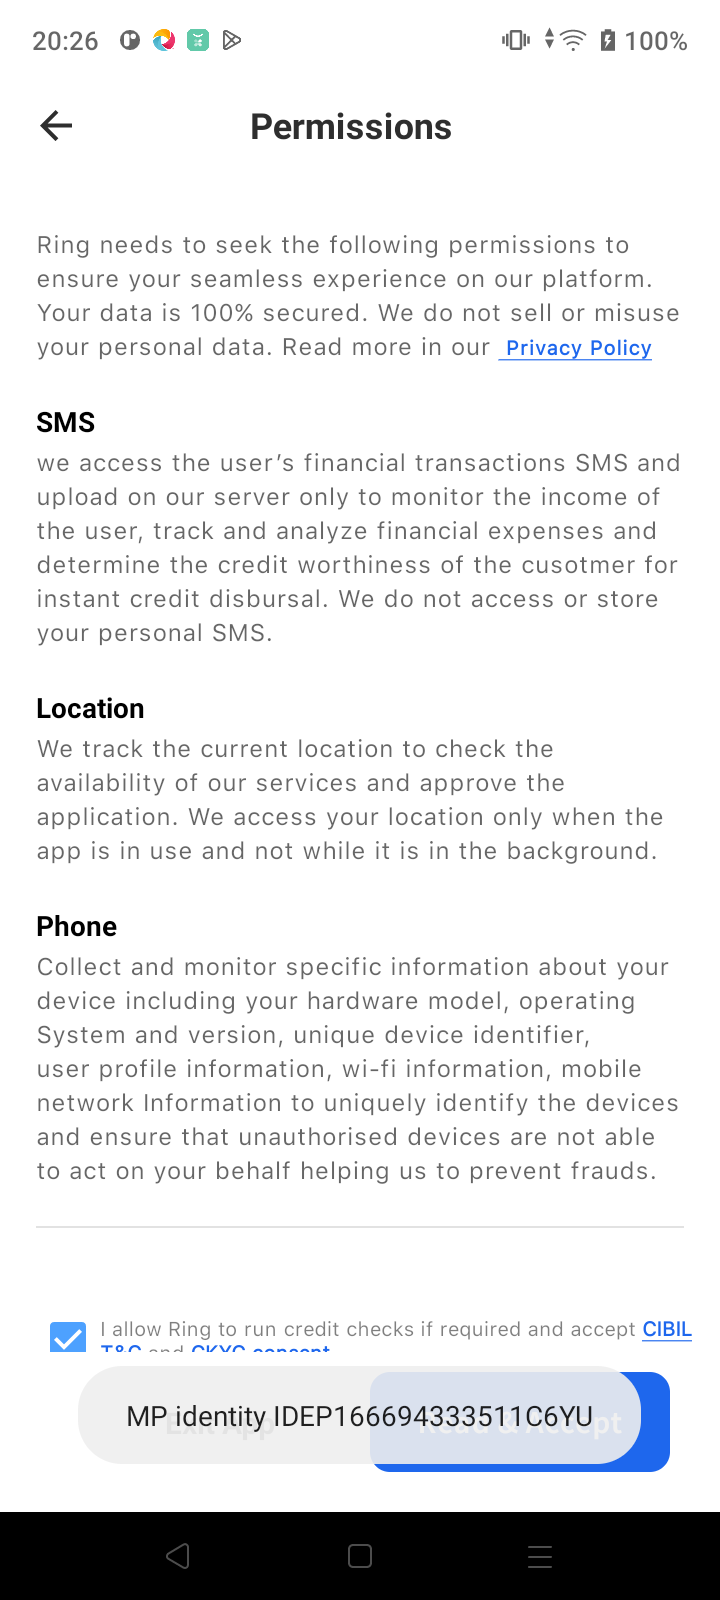 20:26
100%
Permissions
Ring needs to seek the following permissions to
ensure your seamless experience on our platform.
Your data is 100% secured. We do not sell or misuse
your personal data. Read more in our Privacy Policy
SMS
we access the user’s financial transactions SMS and
upload on our server only to monitor the income of
the user, track and analyze financial expenses and
determine the credit worthiness of the cusotmer for
instant credit disbursal. We do not access or store
your personal SMS.
Location
We track the current location to check the
availability of our services and approve the
application. We access your location only when the
app is in use and not while it is in the background.
Phone
Collect and monitor specific information about your
device including your hardware model, operating
System and version, unique device identifier,
user profile information, wi-fi information, mobile
network Information to uniquely identify the devices
and ensure that unauthorised devices are not able
to act on your behalf helping us to prevent frauds.
I allow Ring to run credit checks if required and accept CIBIL
T&C and CKYC consent
Exit App
Read & Accept
MP identity IDEP166694333511C6YU